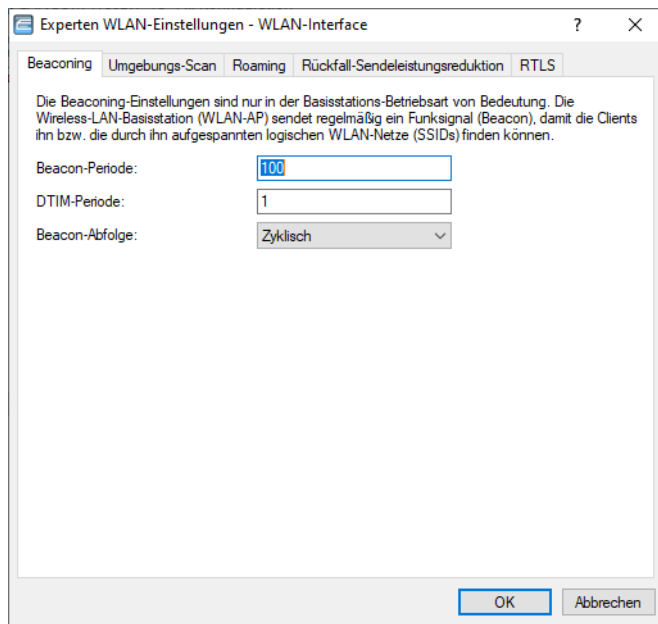 Experten WLAN-Einstellungen - WLAN-Interface ?
Beaconing Umgebungs-Scan Roaming Rückfall-Sendeleistungsreduktion RTLS
Die Beaconing-Einstellungen sind nur in der Basisstations-Betriebsart von Bedeutung. Die
Wireless-LAN-Basisstation (WLAN-AP) sendet regelmäßig ein Funksignal (Beacon), damit die Clients
ihn bzw. die durch ihn aufgespannten logischen WLAN-Netze (SSIDs) finden können.
Beacon-Periode: 100
DTIM-Periode: 1
Beacon-Abfolge: Zyklisch
OK Abbrechen